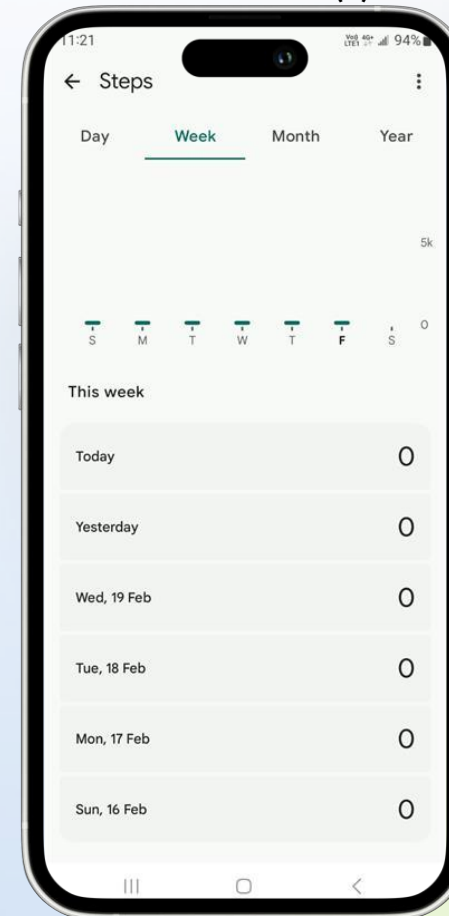 11:21 94%
← Steps
Day Week Month Year
5k
0
S M T W T F S
This week
Today 0
Yesterday 0
Wed, 19 Feb 0
Tue, 18 Feb 0
Mon, 17 Feb 0
Sun, 16 Feb 0